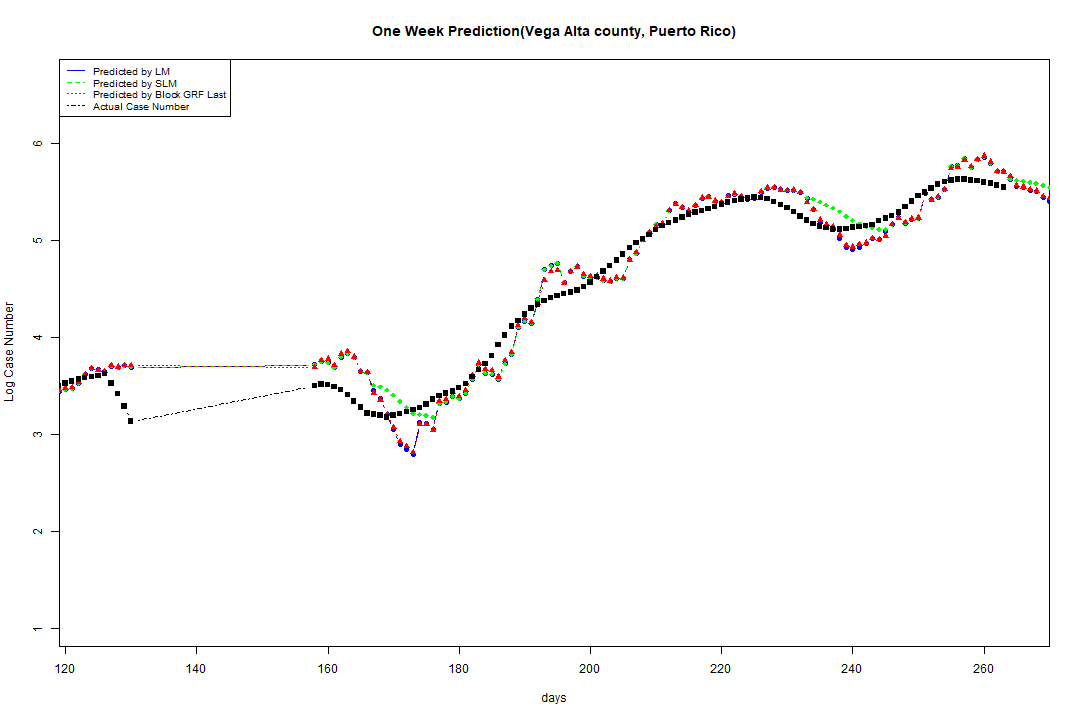 One Week Prediction(Vega Alta county, Puerto Rico)
Predicted by LM
Predicted by SLM
Predicted by Block GRF Last
Actual Case Number
6
5
4
3
2
1
Log Case Number
120 140 160 180 200 220 240 260
days